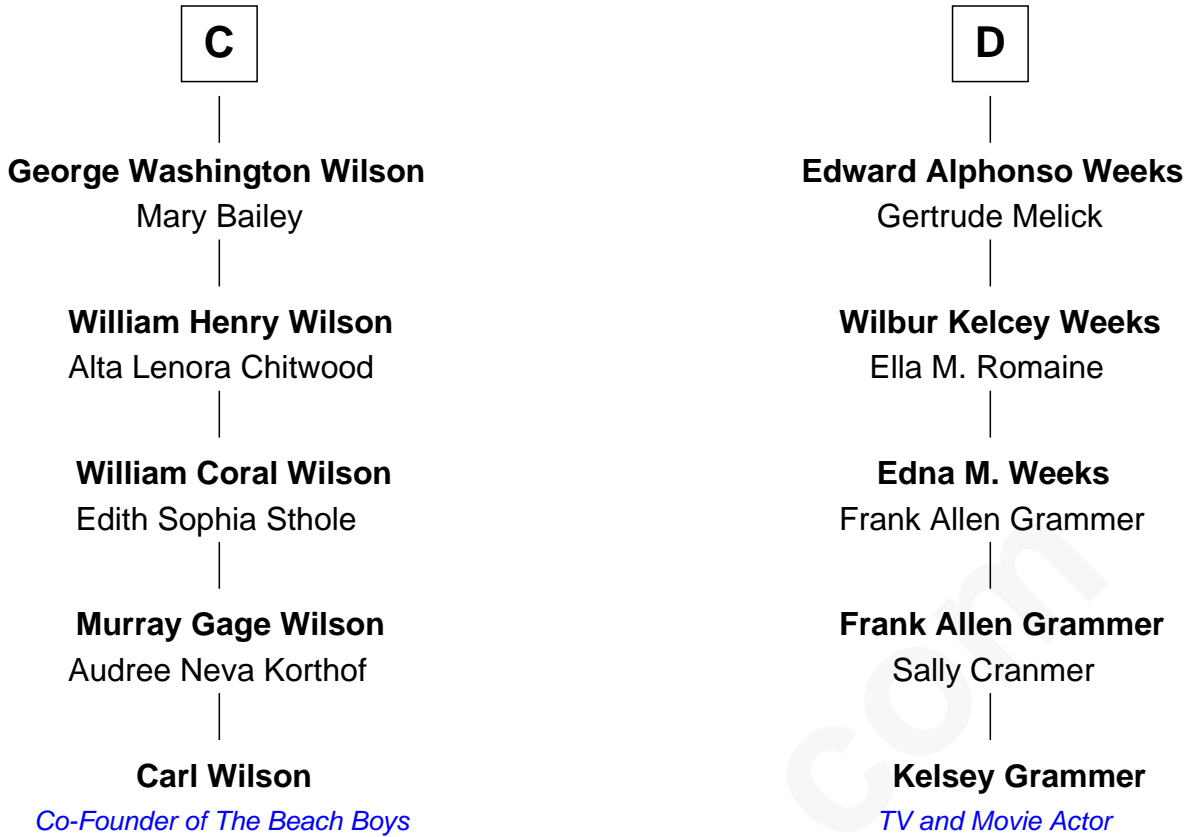 C
George Washington Wilson
Mary Bailey
William Henry Wilson
Alta Lenora Chitwood
William Coral Wilson
Edith Sophia Sthole
Murray Gage Wilson
Audree Neva Korthof
Carl Wilson
Co-Founder of The Beach Boys
D
Edward Alphonso Weeks
Gertrude Melick
Wilbur Kelcey Weeks
Ella M. Romaine
Edna M. Weeks
Frank Allen Grammer
Frank Allen Grammer
Sally Cranmer
Kelsey Grammer
TV and Movie Actor
com